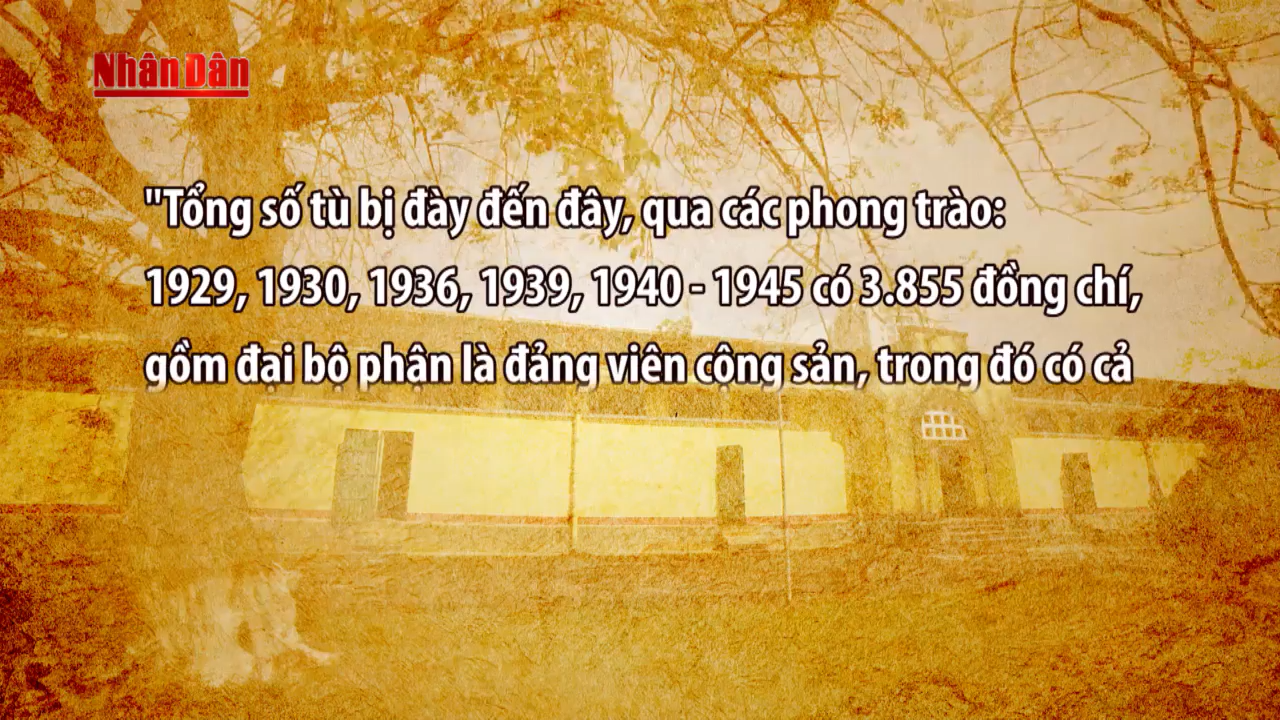 Nhân Dân
"Tổng số tù bị đày đến đây, qua các phong trào:
1929, 1930, 1936, 1939, 1940 - 1945 có 3.855 đồng chí,
gồm đại bộ phận là đảng viên cộng sản, trong đó có cả